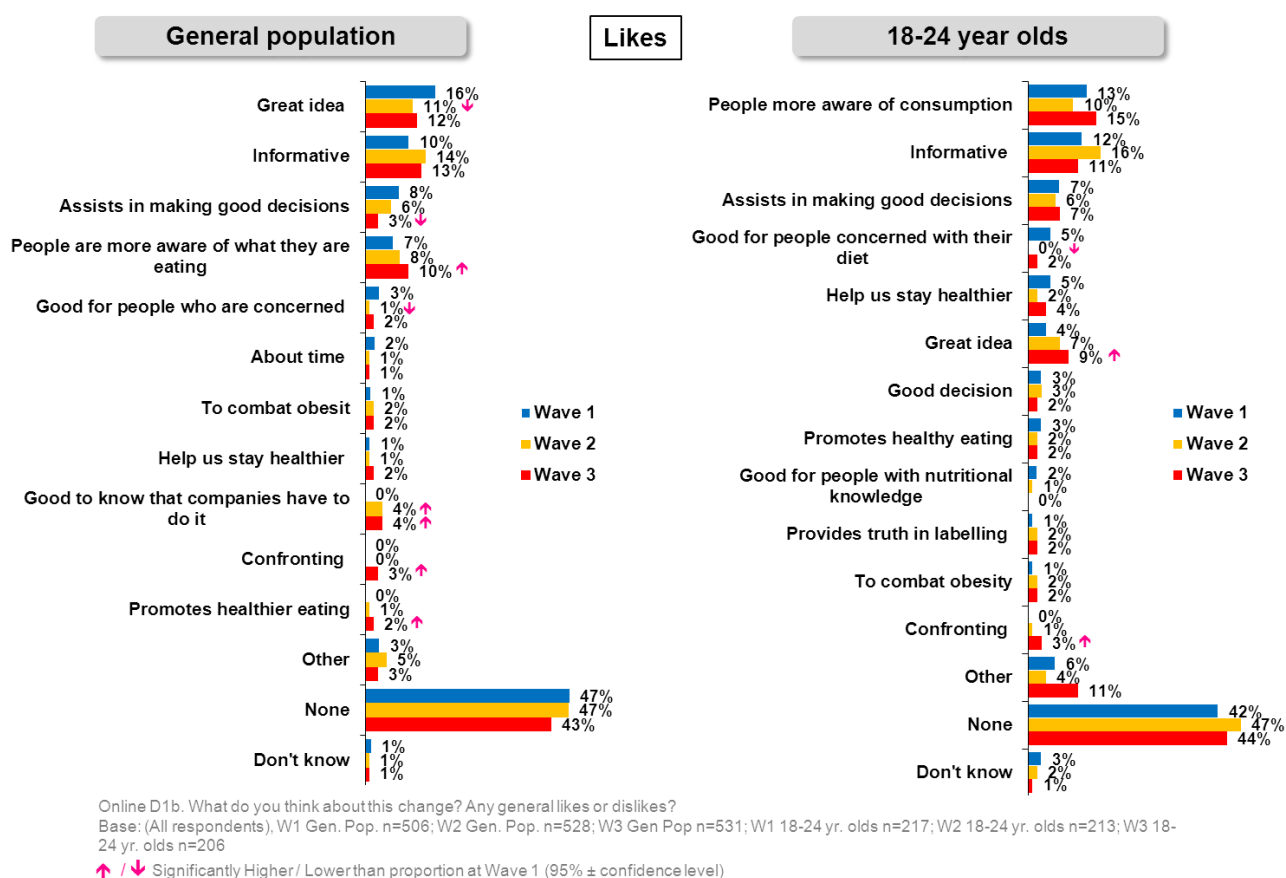 General population
Likes
18-24 year olds
Great idea
16%
11%
12%
Informative
10%
14%
13%
Assists in making good decisions
8%
6%
3%
People are more aware of what they are
eating
7%
8%
10%
Good for people who are concerned
3%
1%
2%
About time
2%
1%
1%
To combat obesit
1%
2%
2%
Help us stay healthier
1%
1%
2%
Good to know that companies have to
do it
0%
4%
4%
Confronting
0%
0%
3%
Promotes healthier eating
0%
1%
2%
Other
3%
5%
3%
None
47%
47%
43%
Don't know
1%
1%
1%
Wave 1
Wave 2
Wave 3
People more aware of consumption
13%
10%
15%
Informative
12%
16%
11%
Assists in making good decisions
7%
6%
7%
Good for people concerned with their
diet
5%
0%
2%
Help us stay healthier
5%
2%
4%
Great idea
4%
7%
9%
Good decision
3%
3%
2%
Promotes healthy eating
3%
2%
2%
Good for people with nutritional
knowledge
2%
1%
0%
Provides truth in labelling
1%
2%
2%
To combat obesity
1%
2%
2%
Confronting
0%
1%
3%
Other
6%
4%
11%
None
42%
47%
44%
Don't know
3%
2%
1%
Wave 1
Wave 2
Wave 3
Online D1b. What do you think about this change? Any general likes or dislikes?
Base: (All respondents), W1 Gen. Pop. n=506; W2 Gen. Pop. n=528; W3 Gen Pop n=531; W1 18-24 yr. olds n=217; W2 18-24 yr. olds n=213; W3 18-
24 yr. olds n=206
↑ / ↓ Significantly Higher / Lower than proportion at Wave 1 (95% ± confidence level)